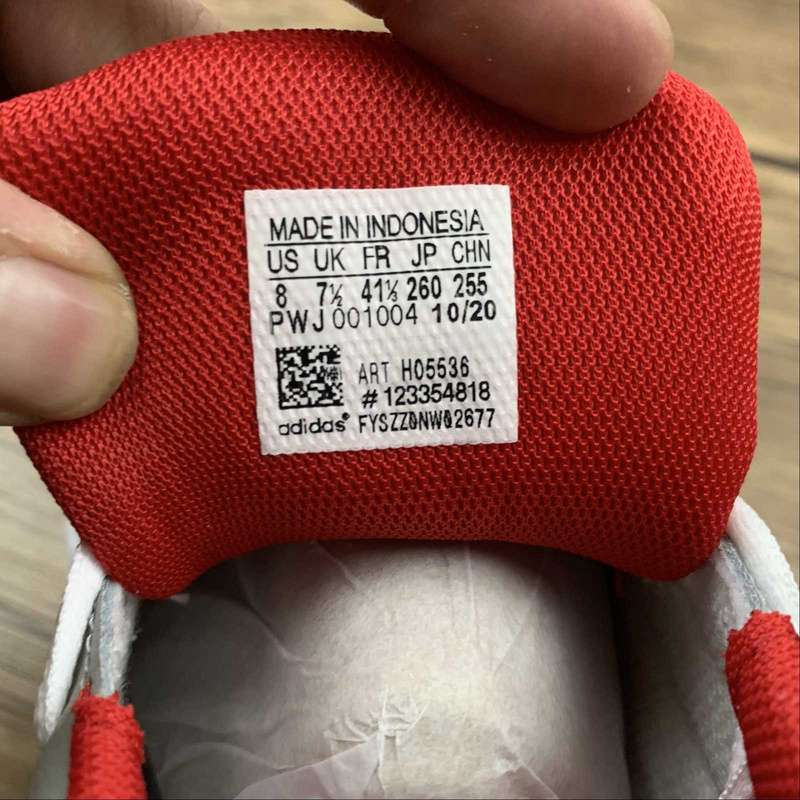 MADE IN INDONESIA
US UK FR JP CHN
8 7½ 41⅓ 260 255
PWJ 001004 10/20
ART H05536
# 123354818
adidas® FYSZZ0NW02677